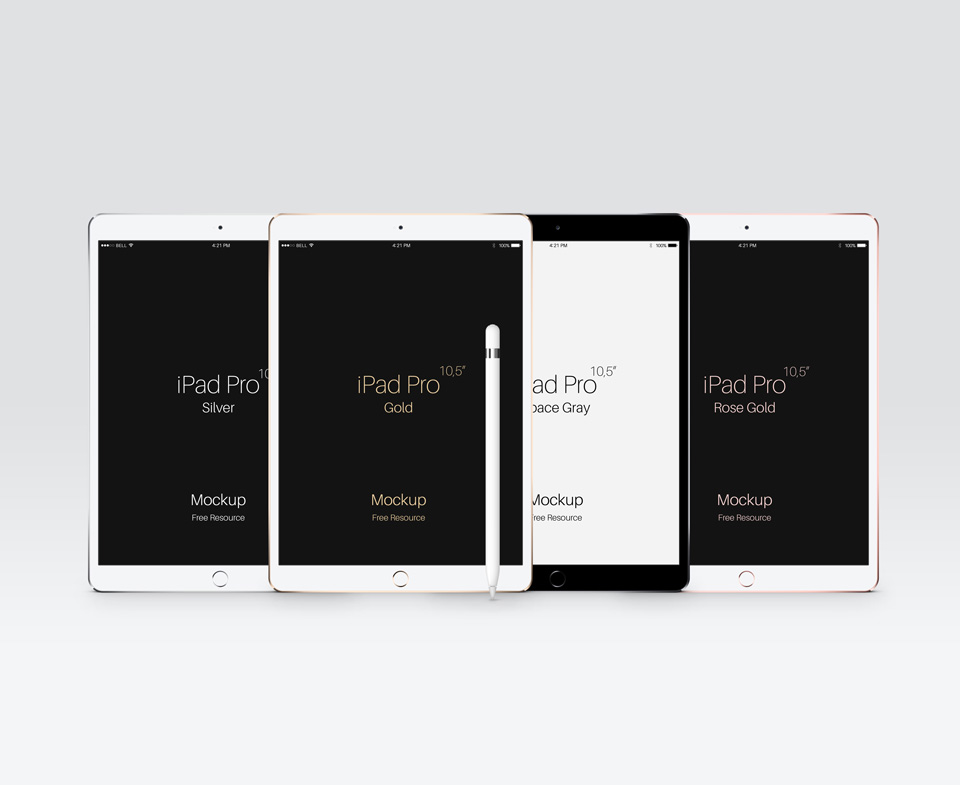 ●●●○○ BELL
4:21 PM
iPad Pro 10
Silver
Mockup
Free Resource
●●●○○ BELL
4:21 PM
100%
iPad Pro 10,5″
Gold
Mockup
Free Resource
4:21 PM
100%
ad Pro 10,5″
pace Gray
Mockup
Free Resource
4:21 PM
100%
iPad Pro 10,5″
Rose Gold
Mockup
Free Resource